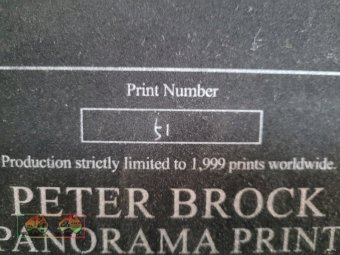 Print Number
51
Production strictly limited to 1,999 prints worldwide.
PETER BROCK
PANORAMA PRINT